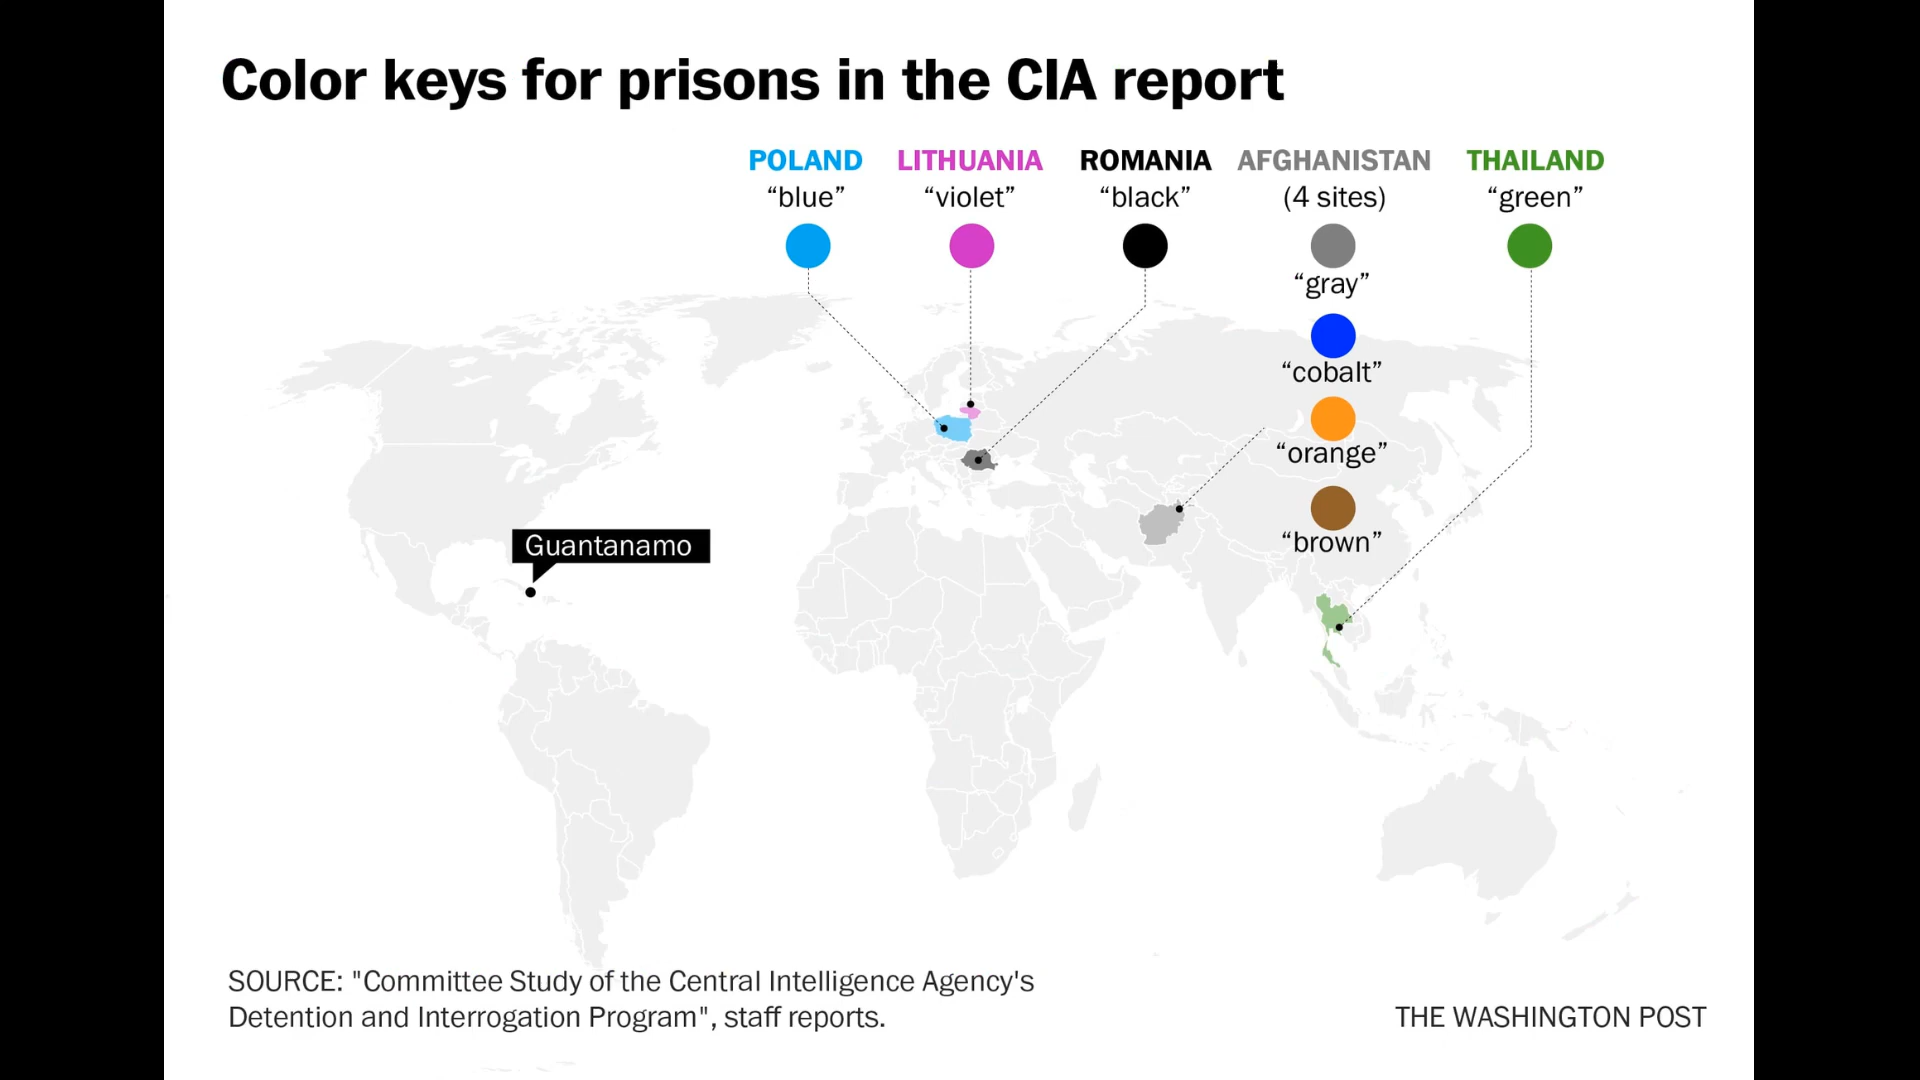 Color keys for prisons in the CIA report
POLAND
“blue”
LITHUANIA
“violet”
ROMANIA
“black”
AFGHANISTAN
(4 sites)
“gray”
“cobalt”
“orange”
“brown”
THAILAND
“green”
Guantanamo
SOURCE: "Committee Study of the Central Intelligence Agency's
Detention and Interrogation Program", staff reports.
THE WASHINGTON POST